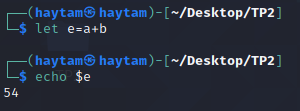 ┌──(haytam㉿haytam)-[~/Desktop/TP2]
└─$ let e=a+b
┌──(haytam㉿haytam)-[~/Desktop/TP2]
└─$ echo $e
54